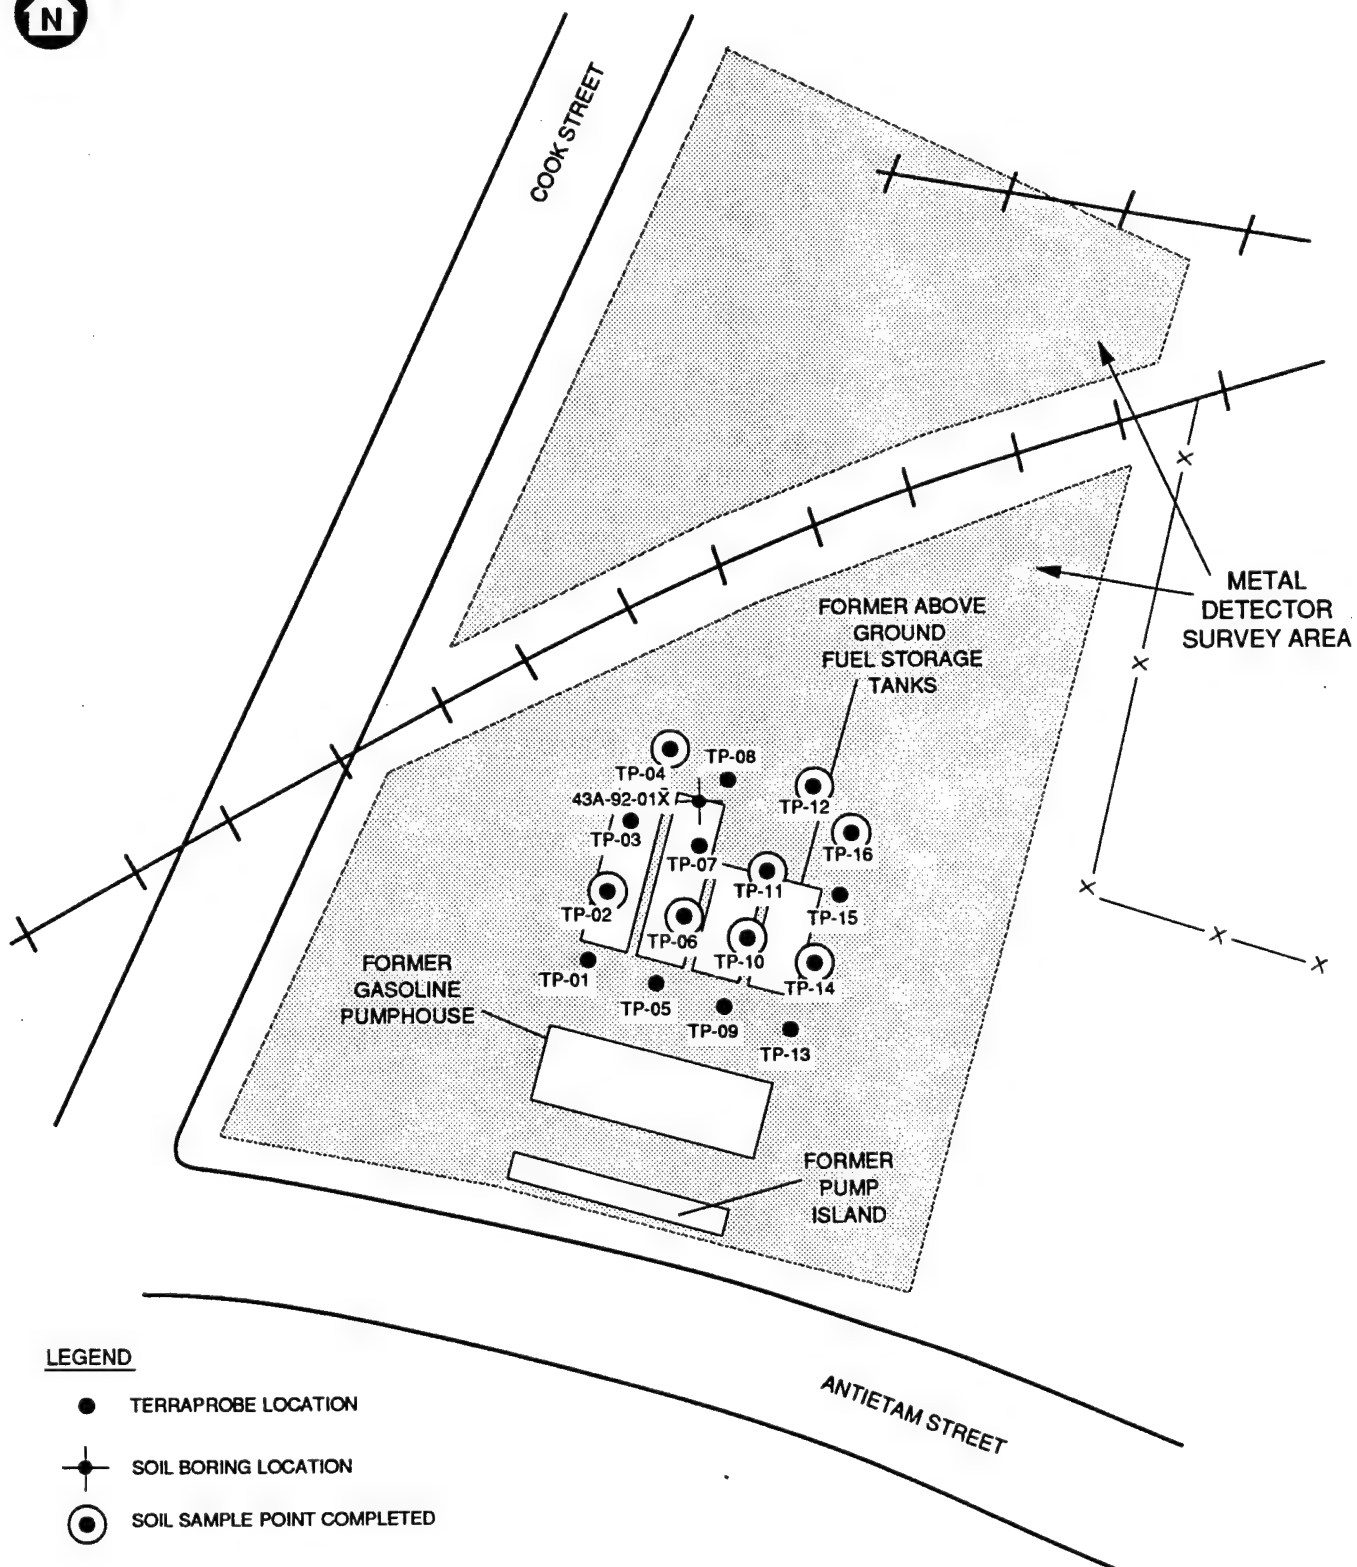 N
COOK STREET
METAL
DETECTOR
SURVEY AREA
FORMER ABOVE
GROUND
FUEL STORAGE
TANKS
TP-04
TP-08
43A-92-01X
TP-12
TP-03
TP-16
TP-07
TP-11
TP-02
TP-15
TP-06
TP-10
TP-01
TP-14
TP-05
TP-09
TP-13
FORMER
GASOLINE
PUMPHOUSE
FORMER
PUMP
ISLAND
ANTIETAM STREET
LEGEND
TERRAPROBE LOCATION
SOIL BORING LOCATION
SOIL SAMPLE POINT COMPLETED